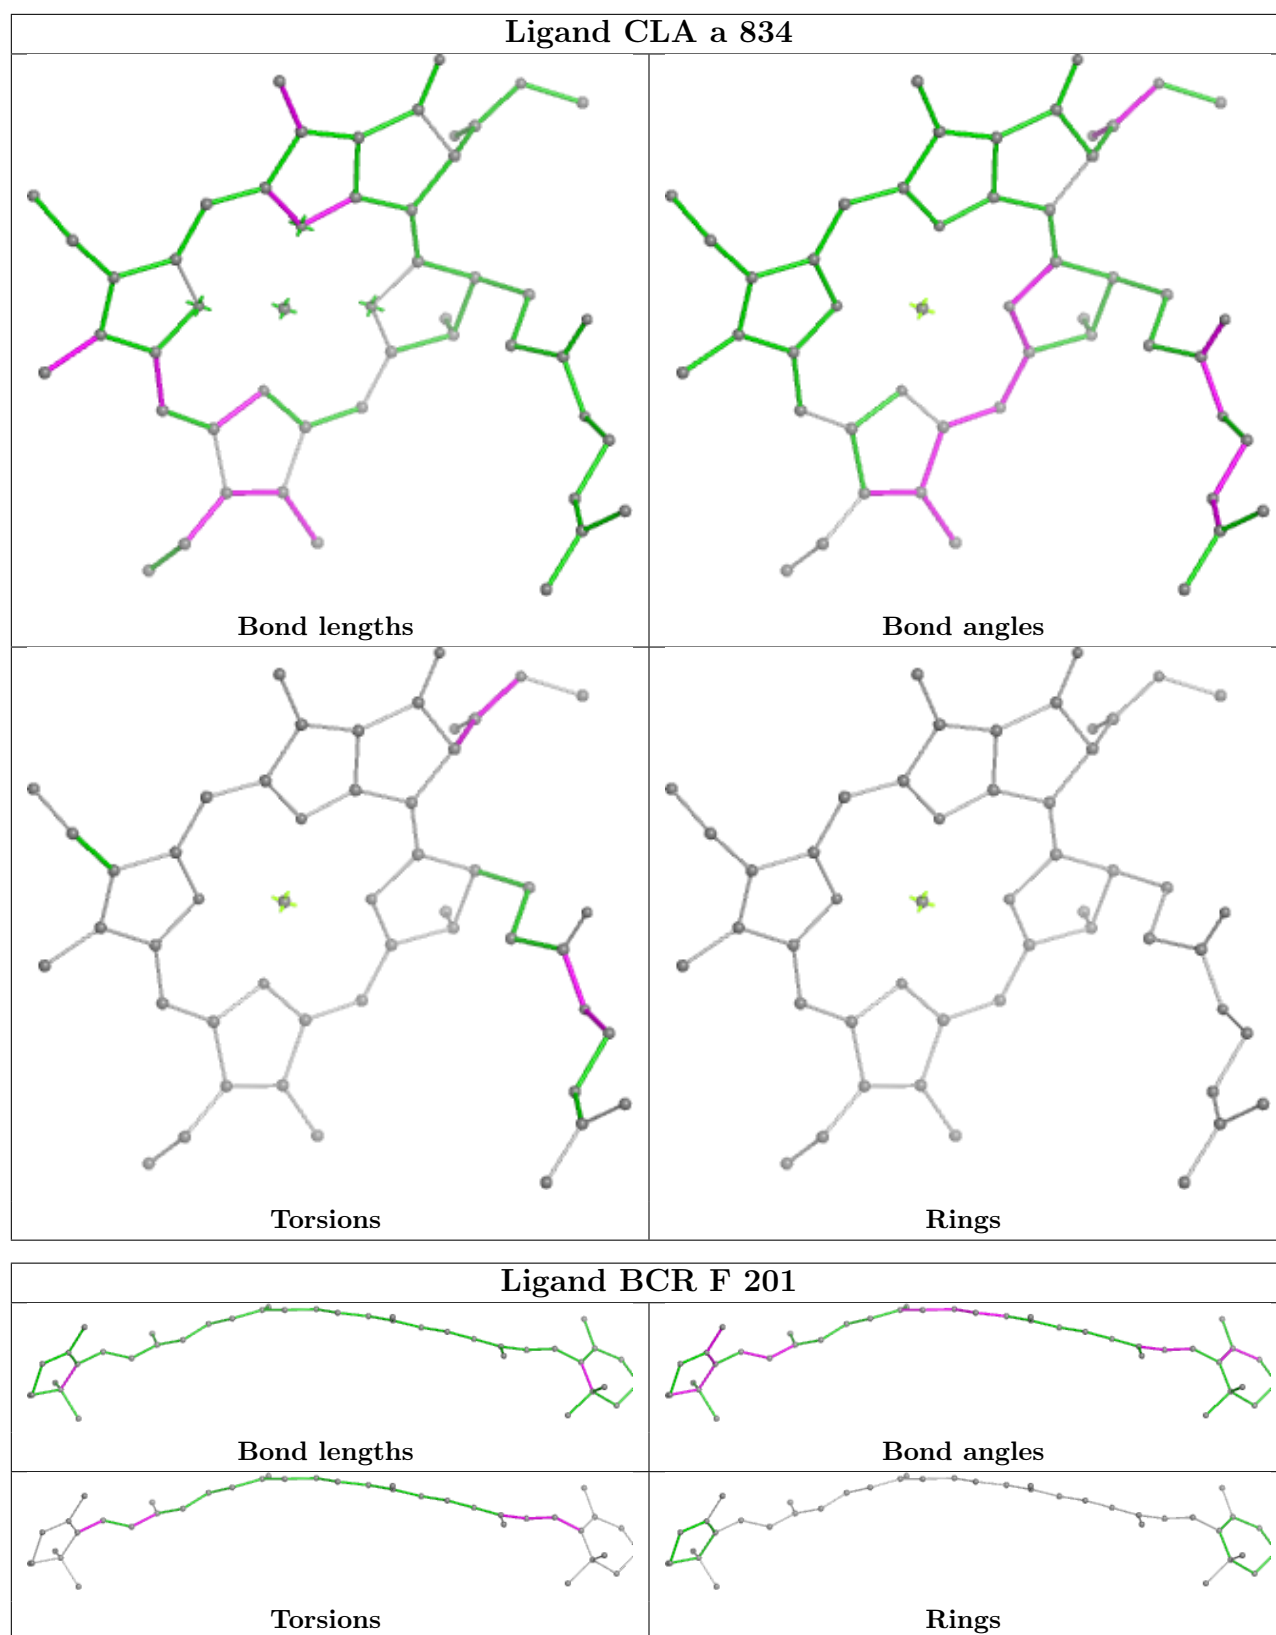 Ligand CLA a 834
Bond lengths
Bond angles
Torsions
Rings
Ligand BCR F 201
Bond lengths
Bond angles
Torsions
Rings